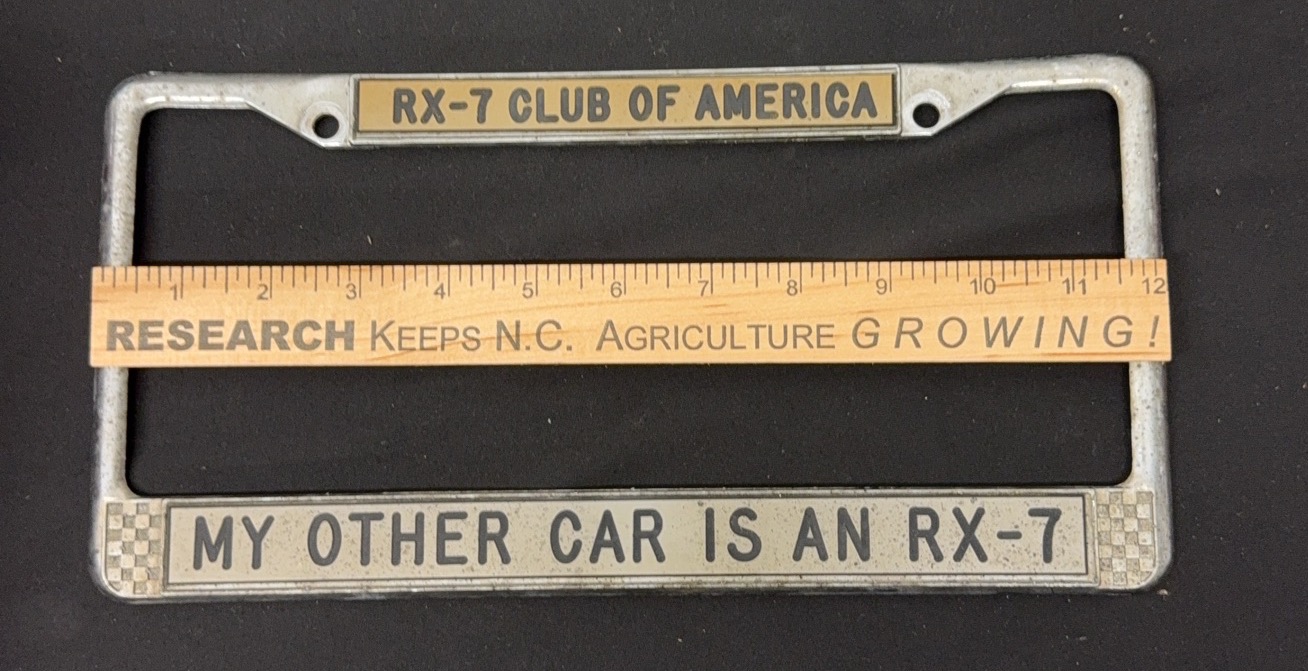 RX-7 CLUB OF AMERICA
1 2 3 4 5 6 7 8 9 10 11 12
RESEARCH KEEPS N.C. AGRICULTURE GROWING!
MY OTHER CAR IS AN RX-7